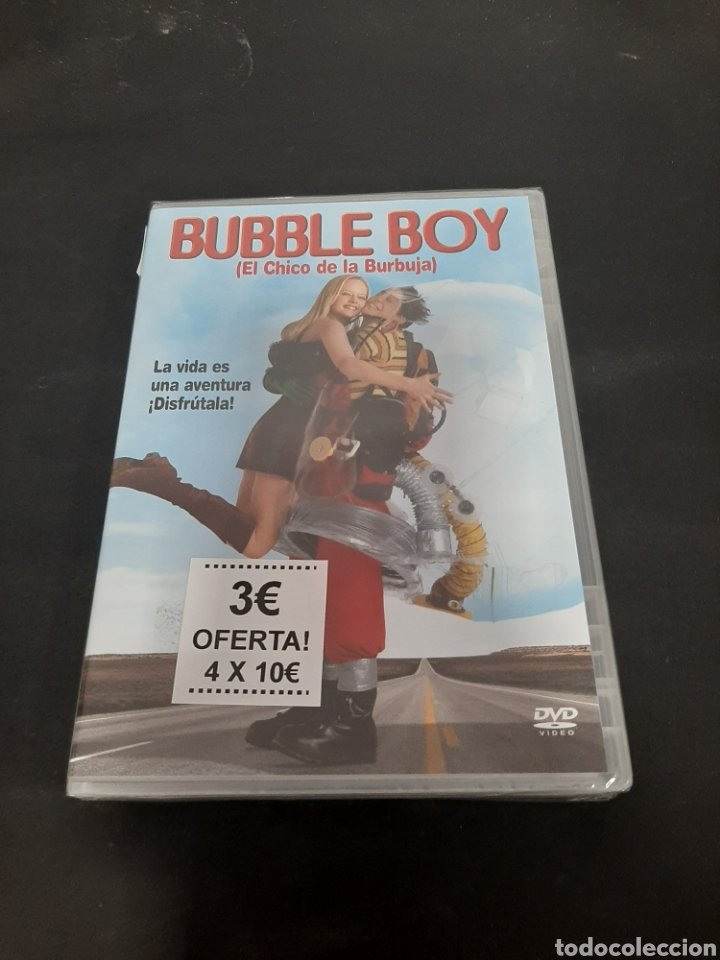 BUBBLE BOY
(El Chico de la Burbuja)
La vida es
una aventura
¡Disfrútala!
3€
OFERTA!
4 X 10€
DVD
VIDEO
todocoleccion